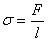 σ = F/l